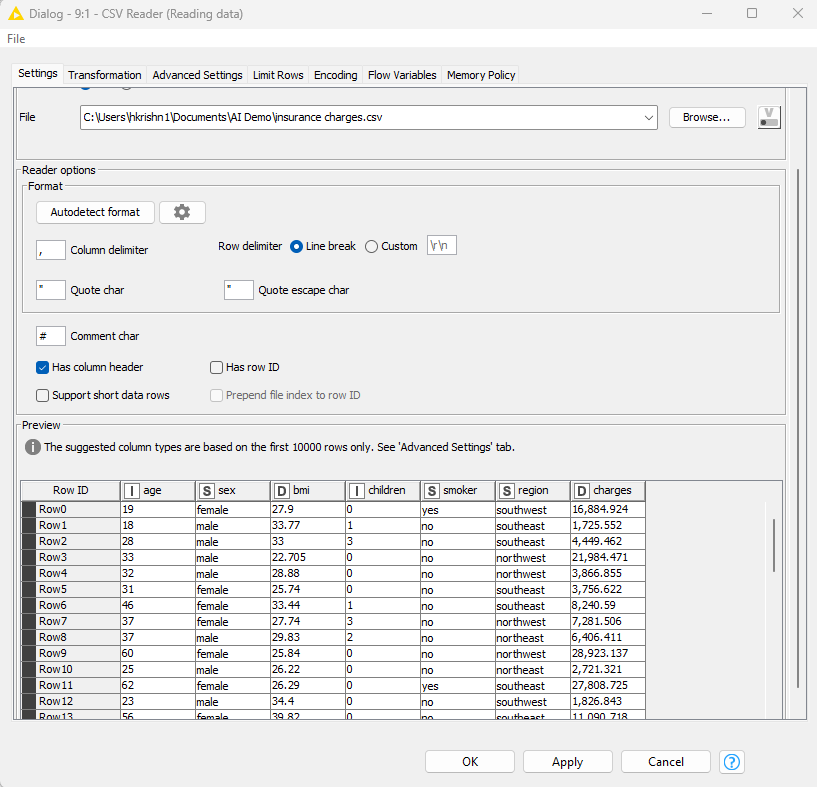 Dialog - 9:1 - CSV Reader (Reading data)
File
Settings Transformation Advanced Settings Limit Rows Encoding Flow Variables Memory Policy
File C:\Users\hkrishn1\Documents\AI Demo\insurance charges.csv Browse... V
Reader options
Format
Autodetect format
, Column delimiter Row delimiter Line break Custom \r\n
" Quote char " Quote escape char
# Comment char
Has column header Has row ID
Support short data rows Prepend file index to row ID
Preview
The suggested column types are based on the first 10000 rows only. See 'Advanced Settings' tab.
Row ID I age S sex D bmi I children S smoker S region D charges
Row0 19 female 27.9 0 yes southwest 16,884.924
Row1 18 male 33.77 1 no southeast 1,725.552
Row2 28 male 33 3 no southeast 4,449.462
Row3 33 male 22.705 0 no northwest 21,984.471
Row4 32 male 28.88 0 no northwest 3,866.855
Row5 31 female 25.74 0 no southeast 3,756.622
Row6 46 female 33.44 1 no southeast 8,240.59
Row7 37 female 27.74 3 no northwest 7,281.506
Row8 37 male 29.83 2 no northeast 6,406.411
Row9 60 female 25.84 0 no northwest 28,923.137
Row10 25 male 26.22 0 no northeast 2,721.321
Row11 62 female 26.29 0 yes southeast 27,808.725
Row12 23 male 34.4 0 no southwest 1,826.843
Row13 56 female 39.82 0 no southeast 11,090.718
OK Apply Cancel ?